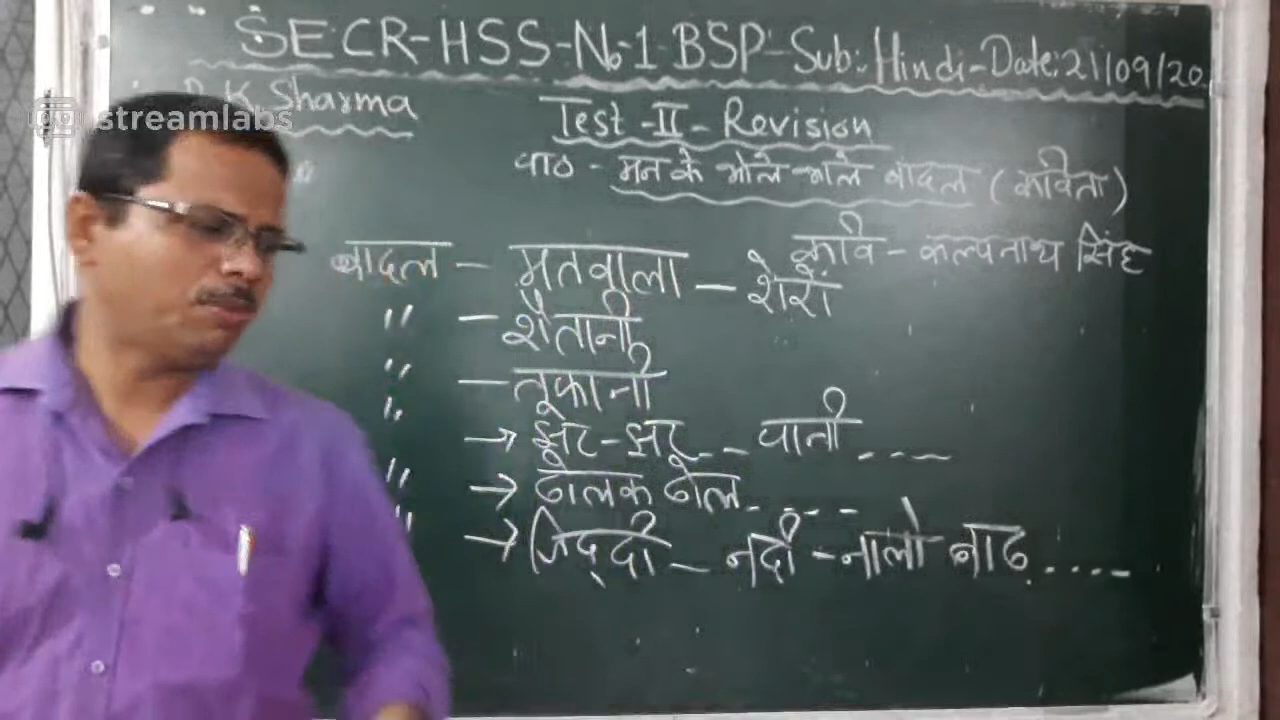 SECR-HSS-No-1-BSP-Sub:Hindi-Date:21/09/20
K Sharma
streamlabs
Test-II-Revision
पाठ - मन के भोले-भाले बादल (कविता)
कवि - कल्पनाथ सिंह
बादल - मतवाला - शेरों
" - शैतानी
" - तूफानी
" → झर-झर - - पानी - - - -
" → ढोलक ढोल - - - -
" → जिद्दी - नदी - नालों बाढ ....-